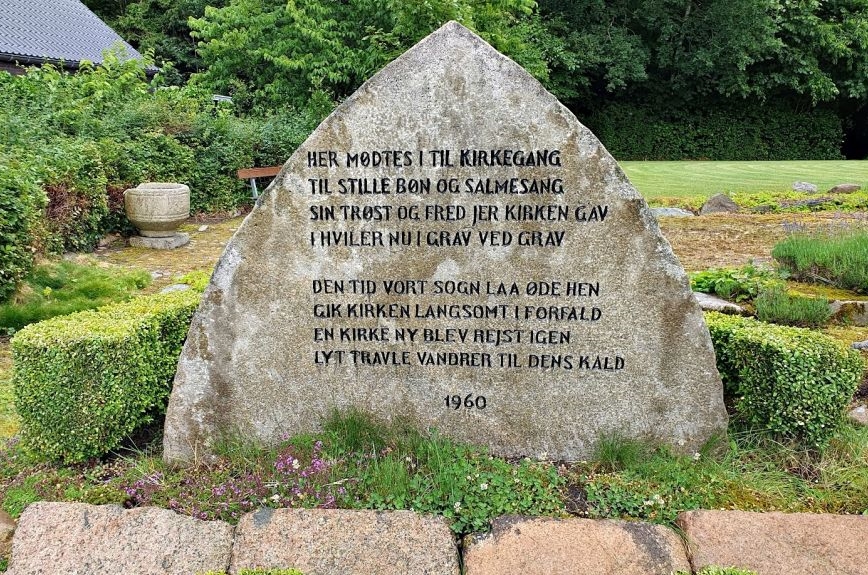 HER MØDTES I TIL KIRKEGANG
TIL STILLE BØN OG SALMESANG
SIN TRØST OG FRED JER KIRKEN GAV
I HVILER NU I GRAV VED GRAV
DEN TID VORT SOGN LAA ØDE HEN
GIK KIRKEN LANGSOMT I FORFALD
EN KIRKE NY BLEV REJST IGEN
LYT TRAVLE VANDRER TIL DENS KALD
1960